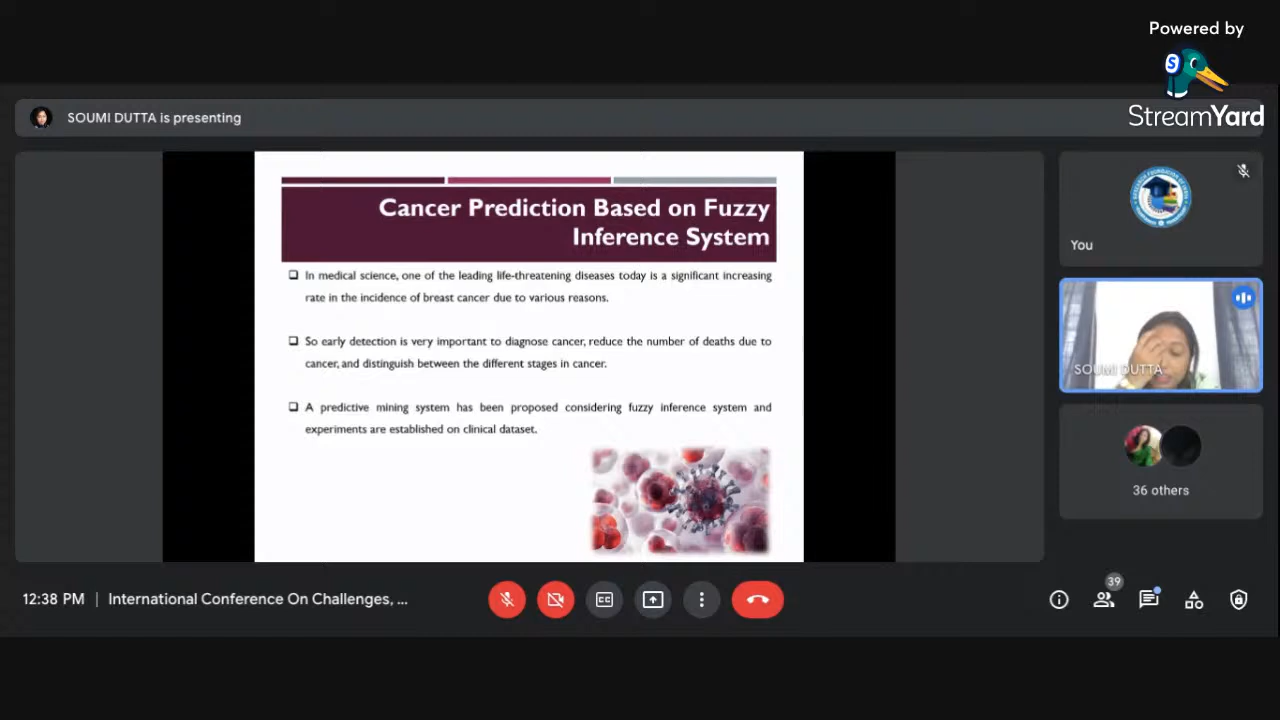 Powered by
S
StreamYard
SOUMI DUTTA is presenting
Cancer Prediction Based on Fuzzy
Inference System
In medical science, one of the leading life-threatening diseases today is a significant increasing
rate in the incidence of breast cancer due to various reasons.
So early detection is very important to diagnose cancer, reduce the number of deaths due to
cancer, and distinguish between the different stages in cancer.
A predictive mining system has been proposed considering fuzzy inference system and
experiments are established on clinical dataset.
You
SOUMI DUTTA
36 others
12:38 PM | International Conference On Challenges, ...
CC
39